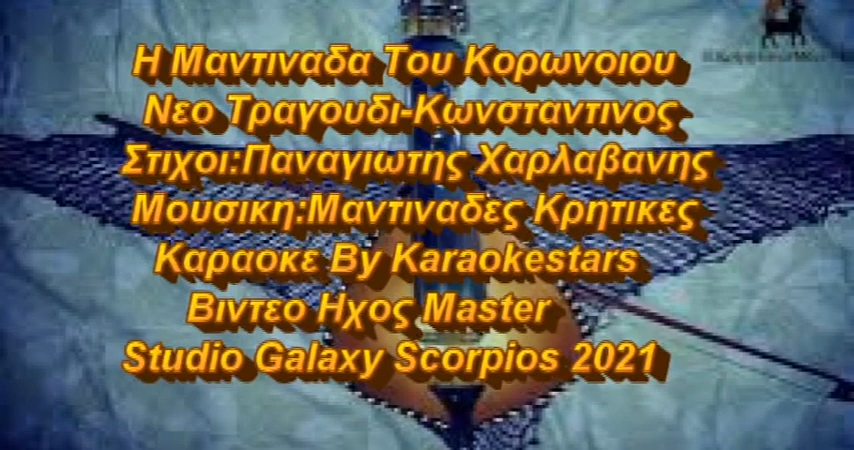 Η Μαντιναδα Του Κορωνοιου
Νεο Τραγουδι-Κωνσταντινος
Στιχοι:Παναγιωτης Χαρλαβανης
Μουσικη:Μαντιναδες Κρητικες
Καραοκε By Karaokestars
Βιντεο Ηχος Master
Studio Galaxy Scorpios 2021